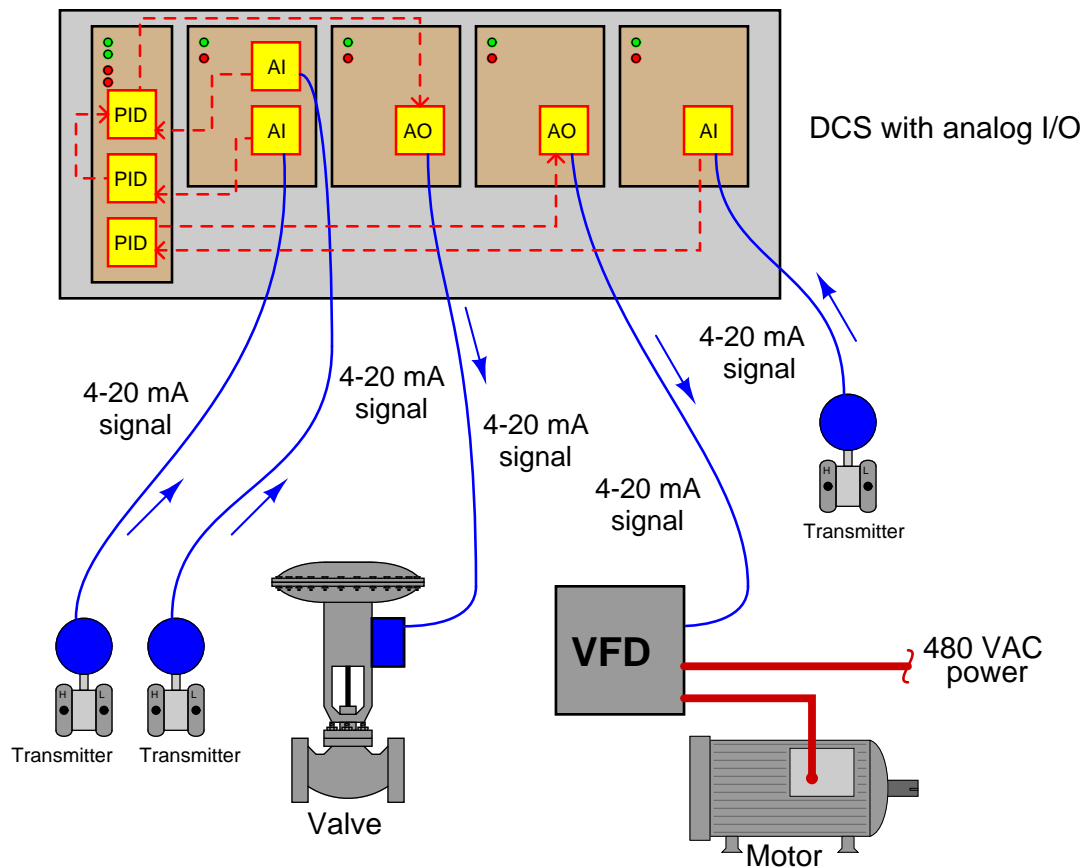 AI
PID
AI
AO
AO
AI
DCS with analog I/O
PID
PID
4-20 mA
signal
4-20 mA
signal
4-20 mA
signal
4-20 mA
signal
4-20 mA
signal
H L
Transmitter
VFD
480 VAC
power
H L
H L
Transmitter
Transmitter
Valve
Motor